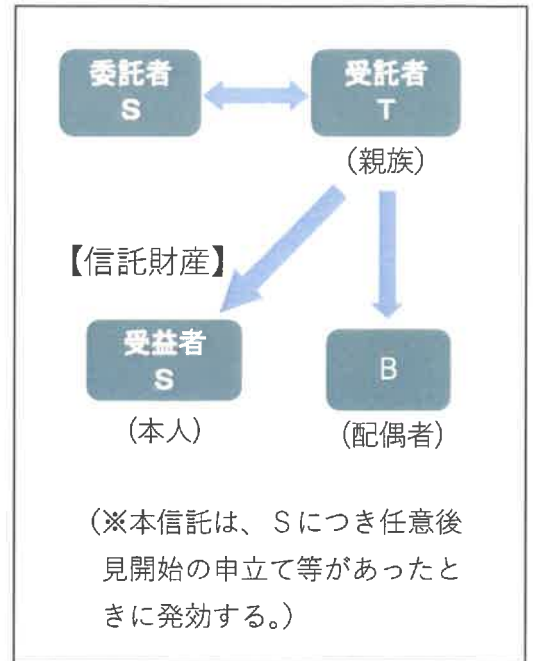 委託者
S
受託者
T
(親族)
【信託財産】
受益者
S
(本人)
B
(配偶者)
(※本信託は、Sにつき任意後
見開始の申立て等があったと
きに発効する。)